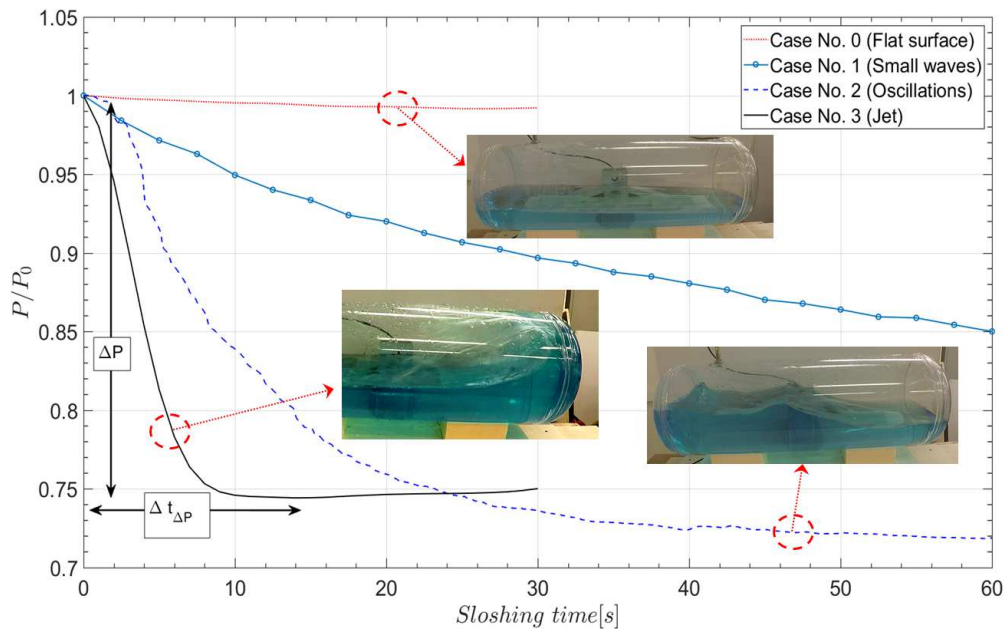 1.05
1
0.95
0.9
0.85
0.8
0.75
0.7
P/P₀
0
10
20
30
40
50
60
Sloshing time[s]
Case No. 0 (Flat surface)
Case No. 1 (Small waves)
Case No. 2 (Oscillations)
Case No. 3 (Jet)
ΔP
Δ t_ΔP